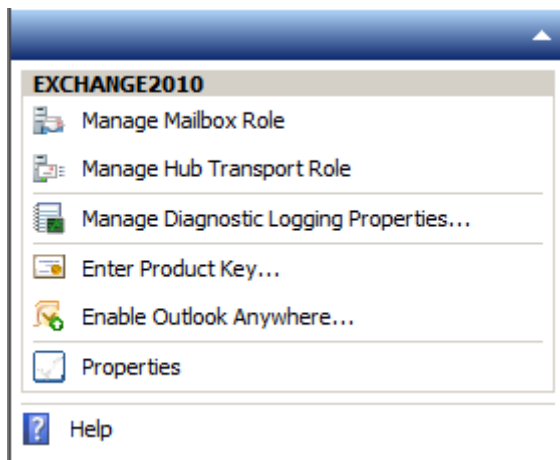 EXCHANGE2010
Manage Mailbox Role
Manage Hub Transport Role
Manage Diagnostic Logging Properties...
Enter Product Key...
Enable Outlook Anywhere...
Properties
Help